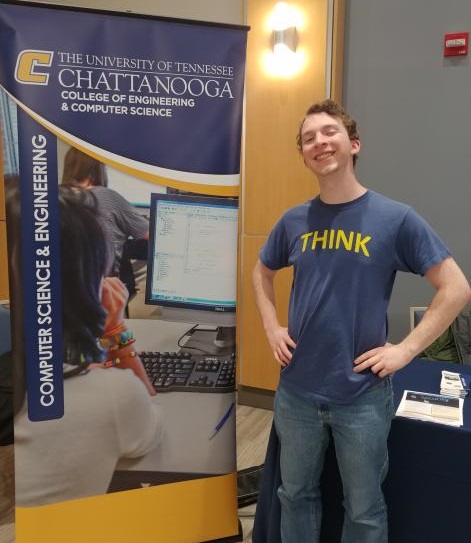 C
THE UNIVERSITY OF TENNESSEE
CHATTANOOGA
COLLEGE OF ENGINEERING
& COMPUTER SCIENCE
COMPUTER SCIENCE & ENGINEERING
THINK